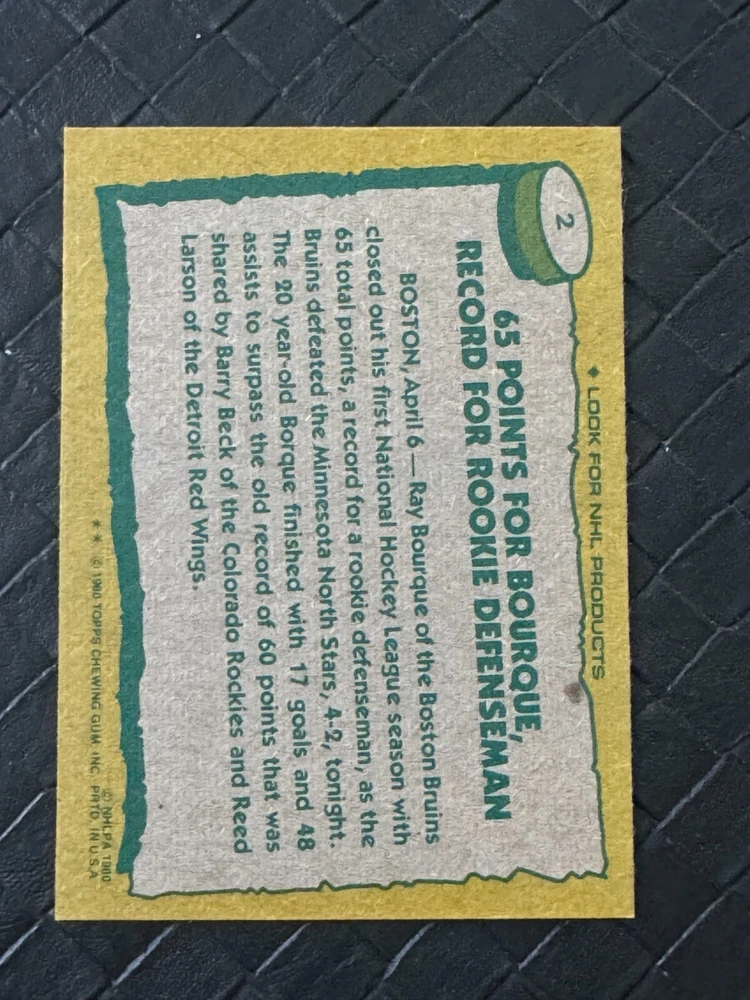 2
♦ LOOK FOR NHL PRODUCTS
65 POINTS FOR BOURQUE,
RECORD FOR ROOKIE DEFENSEMAN
BOSTON, April 6 — Ray Bourque of the Boston Bruins
closed out his first National Hockey League season with
65 total points, a record for a rookie defenseman, as the
Bruins defeated the Minnesota North Stars, 4-2, tonight.
The 20 year-old Borque finished with 17 goals and 48
assists to surpass the old record of 60 points that was
shared by Barry Beck of the Colorado Rockies and Reed
Larson of the Detroit Red Wings.
© NHLPA 1980
* * © 1980 TOPPS CHEWING GUM, INC. PRTD. IN U.S.A.